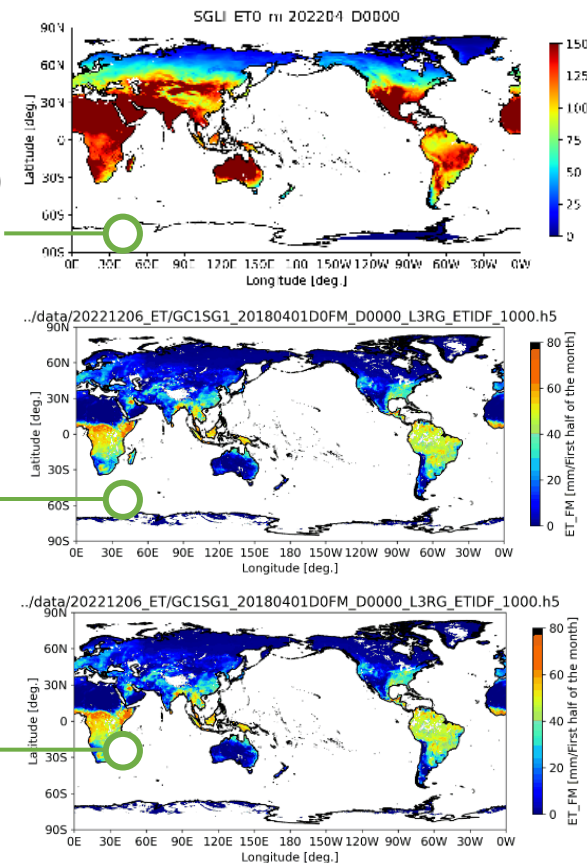 SGLI ET0 m 202204 D0000
90N
60N
30N
0
30S
60S
90S
Latitude [deg.]
0E 30E 60E 90E 120E 150E 180 150W 120W 90W 60W 30W 0W
Longitude [deg.]
150
125
100
75
50
25
0
../data/20221206_ET/GC1SG1_20180401D0FM_D0000_L3RG_ETIDF_1000.h5
90N
60N
30N
0
30S
60S
90S
Latitude [deg.]
0E 30E 60E 90E 120E 150E 180 150W 120W 90W 60W 30W 0W
Longitude [deg.]
80
60
40
20
0
ET_FM [mm/First half of the month]
../data/20221206_ET/GC1SG1_20180401D0FM_D0000_L3RG_ETIDF_1000.h5
90N
60N
30N
0
30S
60S
90S
Latitude [deg.]
0E 30E 60E 90E 120E 150E 180 150W 120W 90W 60W 30W 0W
Longitude [deg.]
80
60
40
20
0
ET_FM [mm/First half of the month]